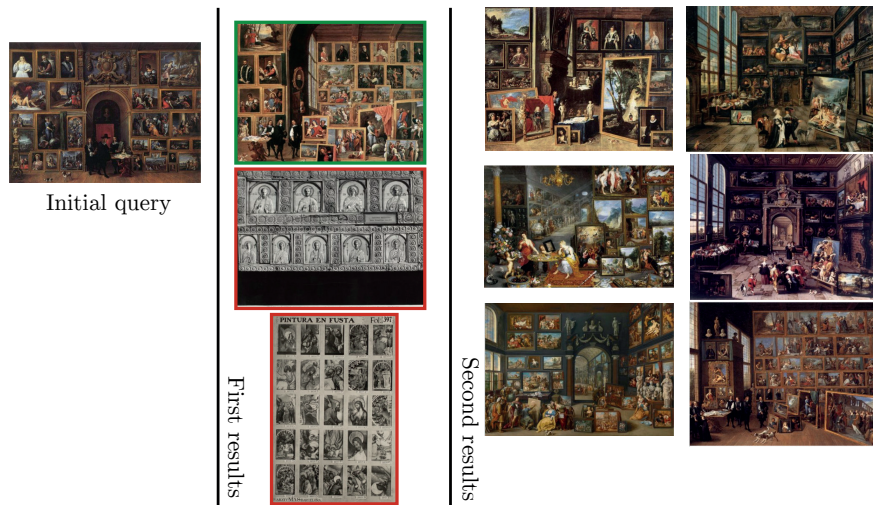 Initial query
First results
PINTURA EN FUSTA
Second results